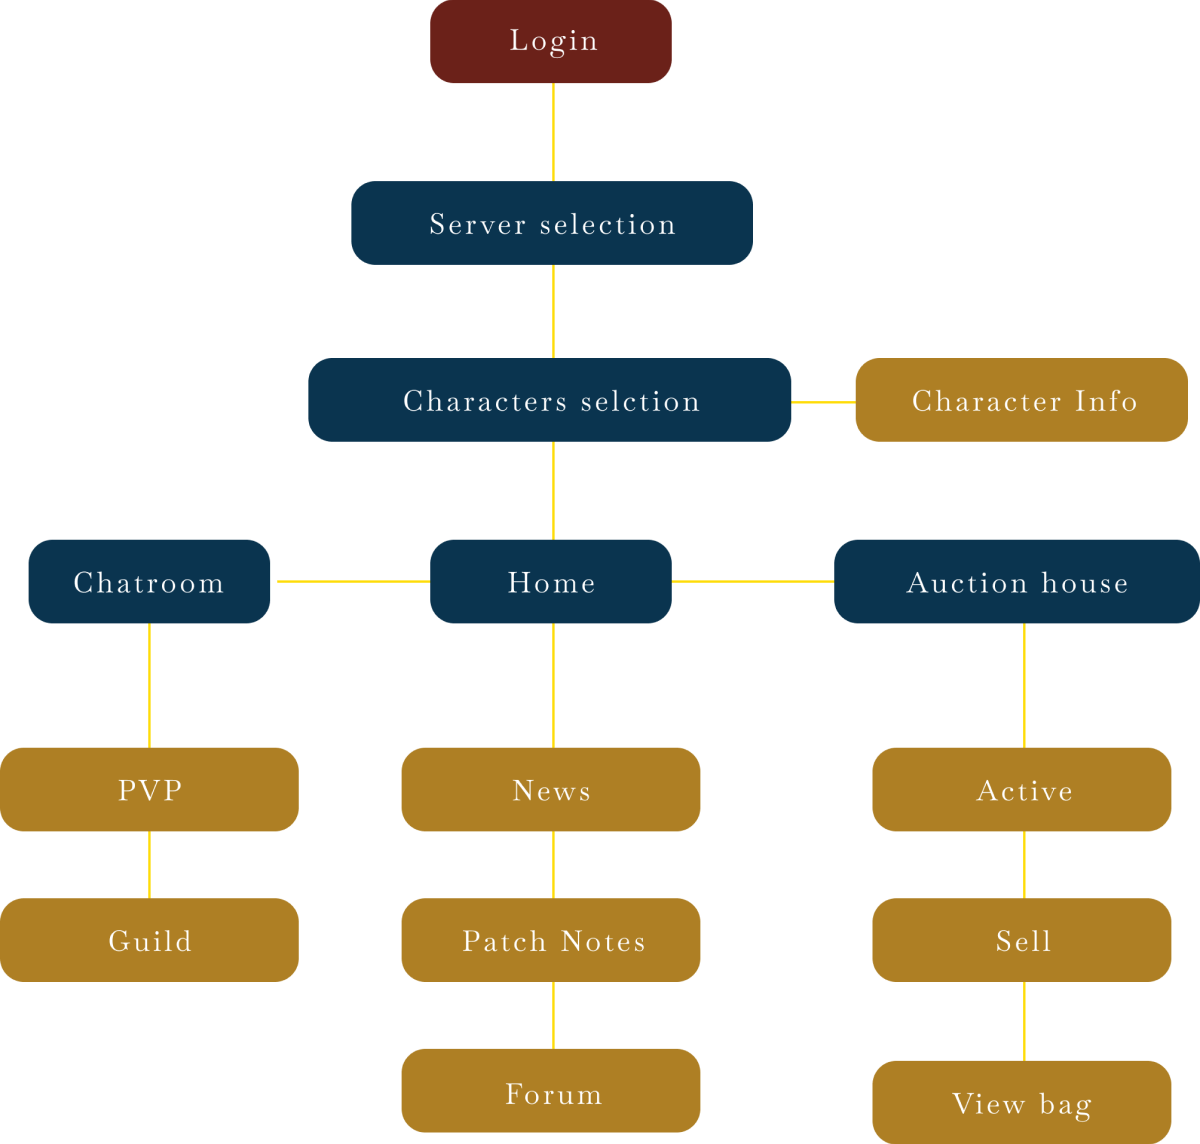 Login
Server selection
Characters selction
Character Info
Chatroom
Home
Auction house
PVP
News
Active
Guild
Patch Notes
Sell
Forum
View bag